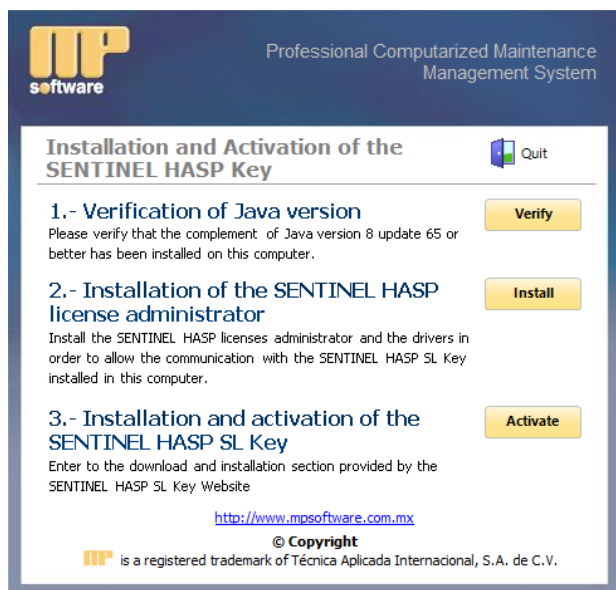 MP
software
Professional Computarized Maintenance
Management System
Installation and Activation of the
SENTINEL HASP Key
Quit
1.- Verification of Java version
Verify
Please verify that the complement of Java version 8 update 65 or
better has been installed on this computer.
2.- Installation of the SENTINEL HASP
license administrator
Install
Install the SENTINEL HASP licenses administrator and the drivers in
order to allow the communication with the SENTINEL HASP SL Key
installed in this computer.
3.- Installation and activation of the
SENTINEL HASP SL Key
Activate
Enter to the download and installation section provided by the
SENTINEL HASP SL Key Website
http://www.mpsoftware.com.mx
© Copyright
MP is a registered trademark of Técnica Aplicada Internacional, S.A. de C.V.